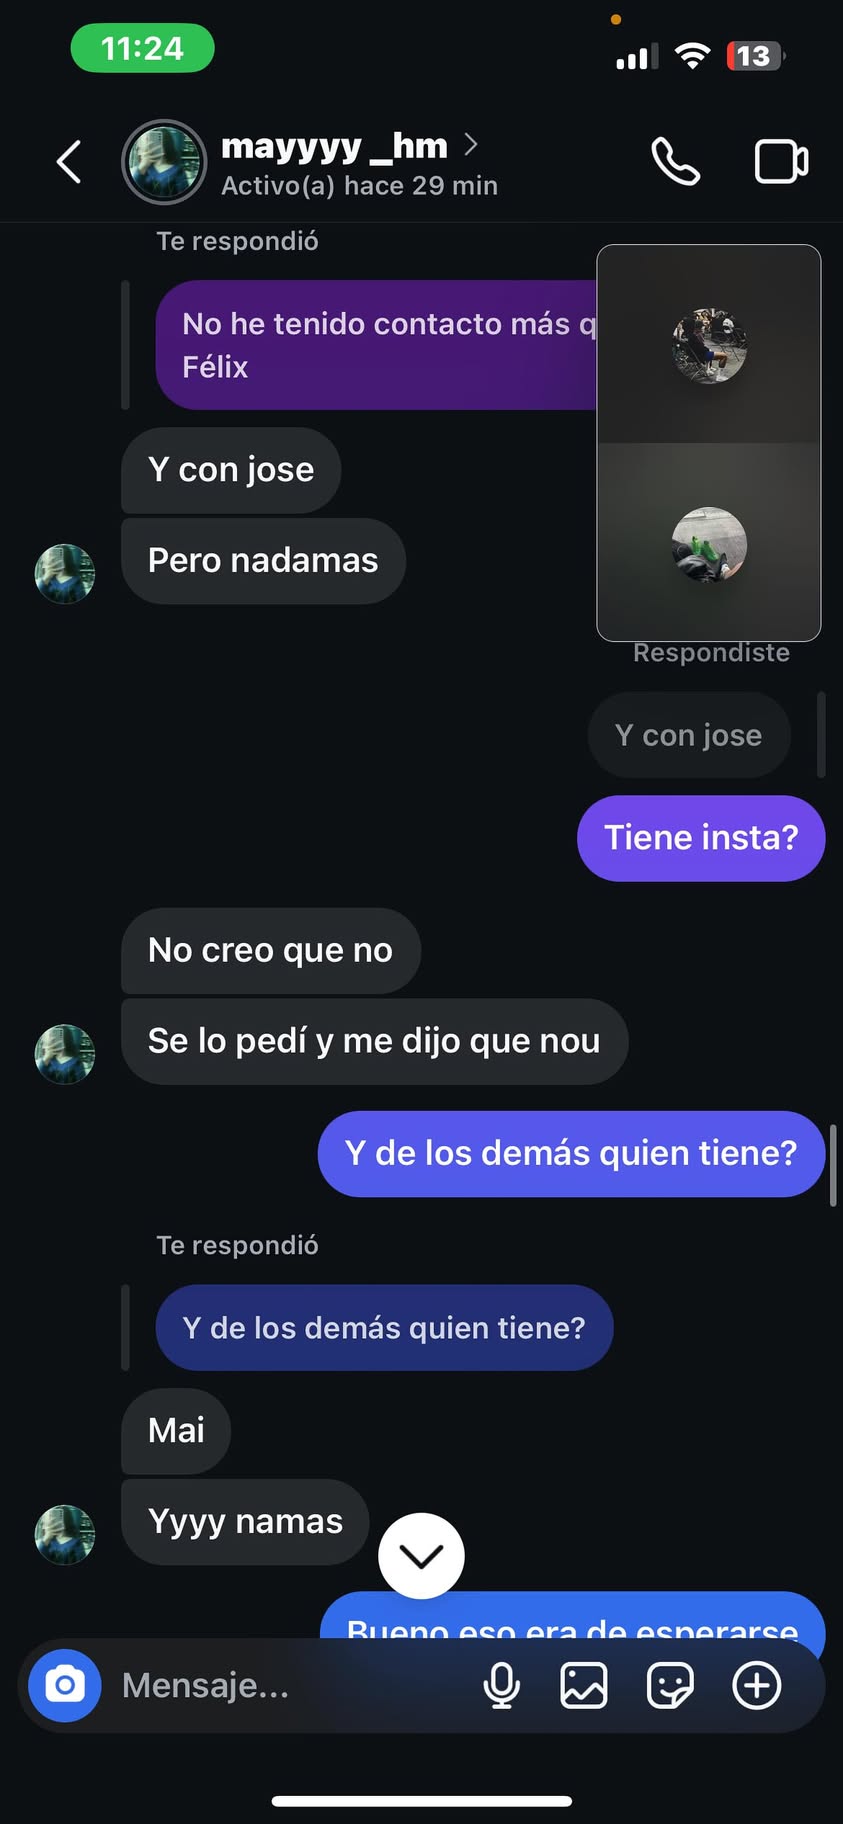 11:24
13
mayyyy _hm
Activo(a) hace 29 min
Te respondió
No he tenido contacto más
Félix
Y con jose
Pero nadamas
Respondiste
Y con jose
Tiene insta?
No creo que no
Se lo pedí y me dijo que nou
Y de los demás quien tiene?
Te respondió
Y de los demás quien tiene?
Mai
Yyyy namas
Bueno eso era de esperarse
Mensaje...